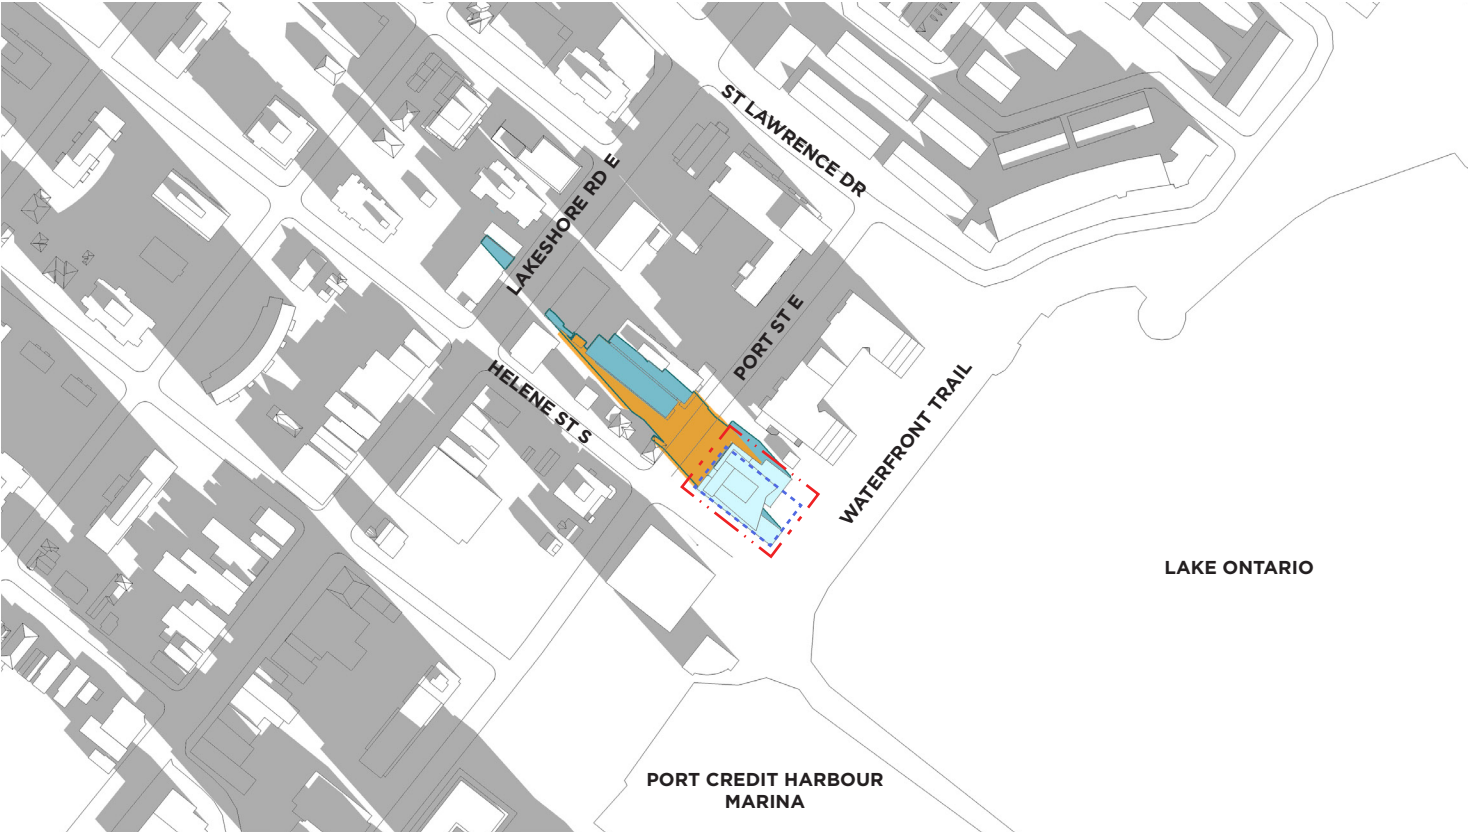 ST LAWRENCE DR
LAKESHORE RD E
PORT ST E
HELENE ST S
WATERFRONT TRAIL
LAKE ONTARIO
PORT CREDIT HARBOUR
MARINA